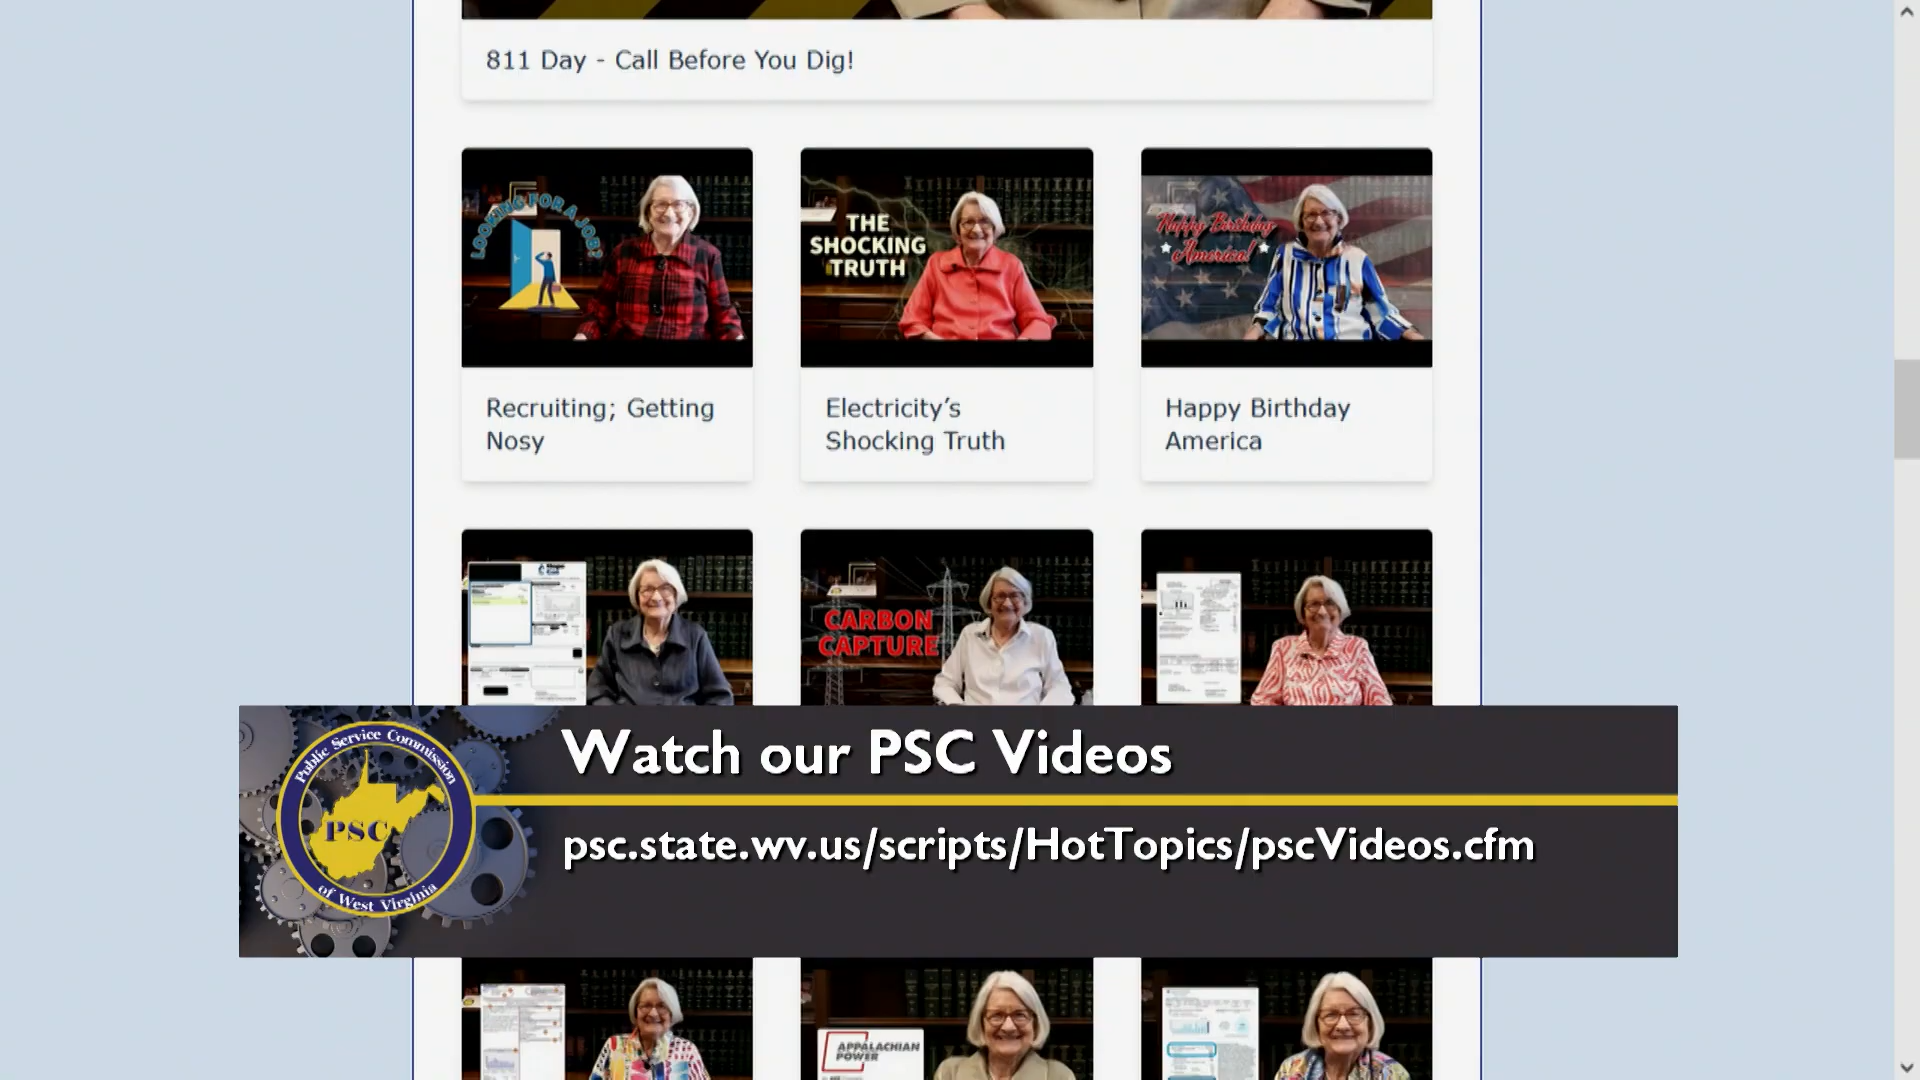 811 Day - Call Before You Dig!
LOOKING FOR A JOB?
THE
SHOCKING
TRUTH
Happy Birthday
America!
Recruiting; Getting
Nosy
Electricity’s
Shocking Truth
Happy Birthday
America
CARBON
CAPTURE
Watch our PSC Videos
psc.state.wv.us/scripts/HotTopics/pscVideos.cfm
Public Service Commission
PSC
of West Virginia
APPALACHIAN
POWER